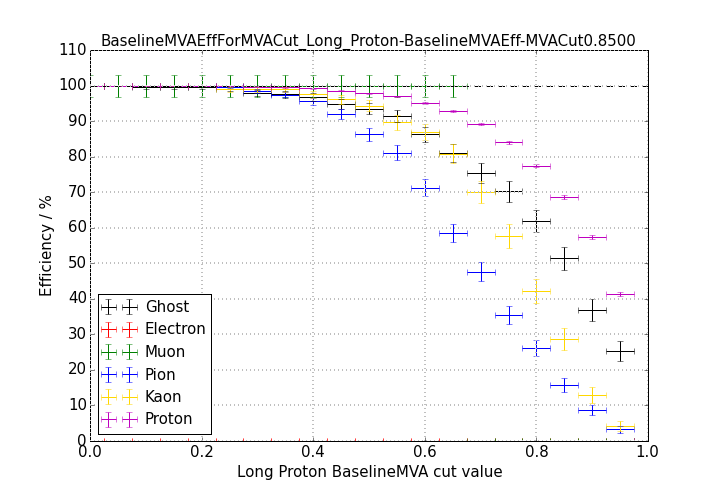 BaselineMVAEffForMVACut_Long_Proton-BaselineMVAEff-MVACut0.8500
110
100
90
80
70
60
50
40
30
20
10
0
Efficiency / %
Ghost
Electron
Muon
Pion
Kaon
Proton
0.0 0.2 0.4 0.6 0.8 1.0
Long Proton BaselineMVA cut value